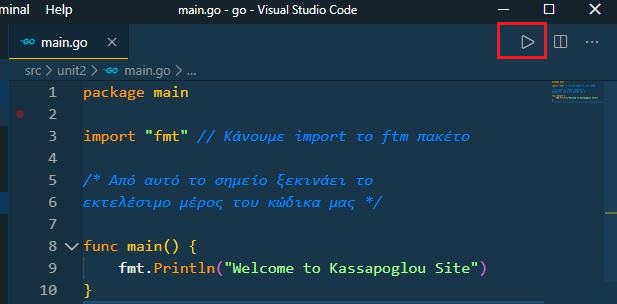 minal Help main.go - go - Visual Studio Code
main.go
src > unit2 > main.go > ...
1 package main
2
3 import "fmt" // Κάνουμε import το ftm πακέτο
4
5 /* Από αυτό το σημείο ξεκινάει το
6 εκτελέσιμο μέρος του κώδικα μας */
7
8 func main() {
9 fmt.Println("Welcome to Kassapoglou Site")
10 }